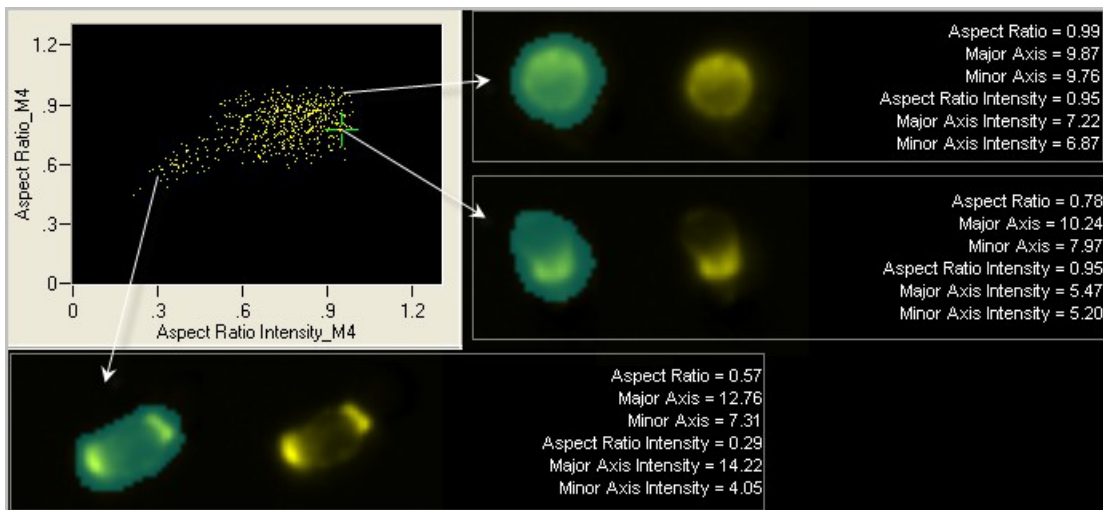 1.2
.9
.6
.3
0
Aspect Ratio_M4
0 .3 .6 .9 1.2
Aspect Ratio Intensity_M4
Aspect Ratio = 0.99
Major Axis = 9.87
Minor Axis = 9.76
Aspect Ratio Intensity = 0.95
Major Axis Intensity = 7.22
Minor Axis Intensity = 6.87
Aspect Ratio = 0.78
Major Axis = 10.24
Minor Axis = 7.97
Aspect Ratio Intensity = 0.95
Major Axis Intensity = 5.47
Minor Axis Intensity = 5.20
Aspect Ratio = 0.57
Major Axis = 12.76
Minor Axis = 7.31
Aspect Ratio Intensity = 0.29
Major Axis Intensity = 14.22
Minor Axis Intensity = 4.05